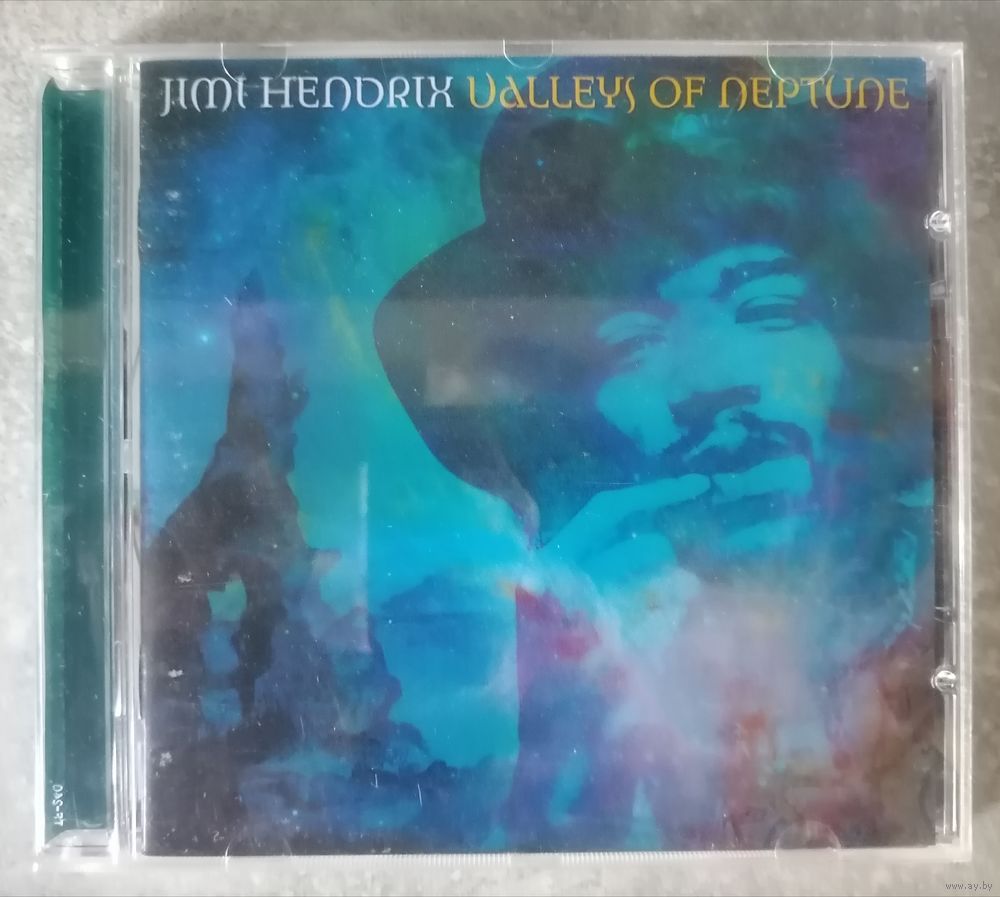 JIMI HENDRIX VALLEYS OF NEPTUNE
www.ay.by